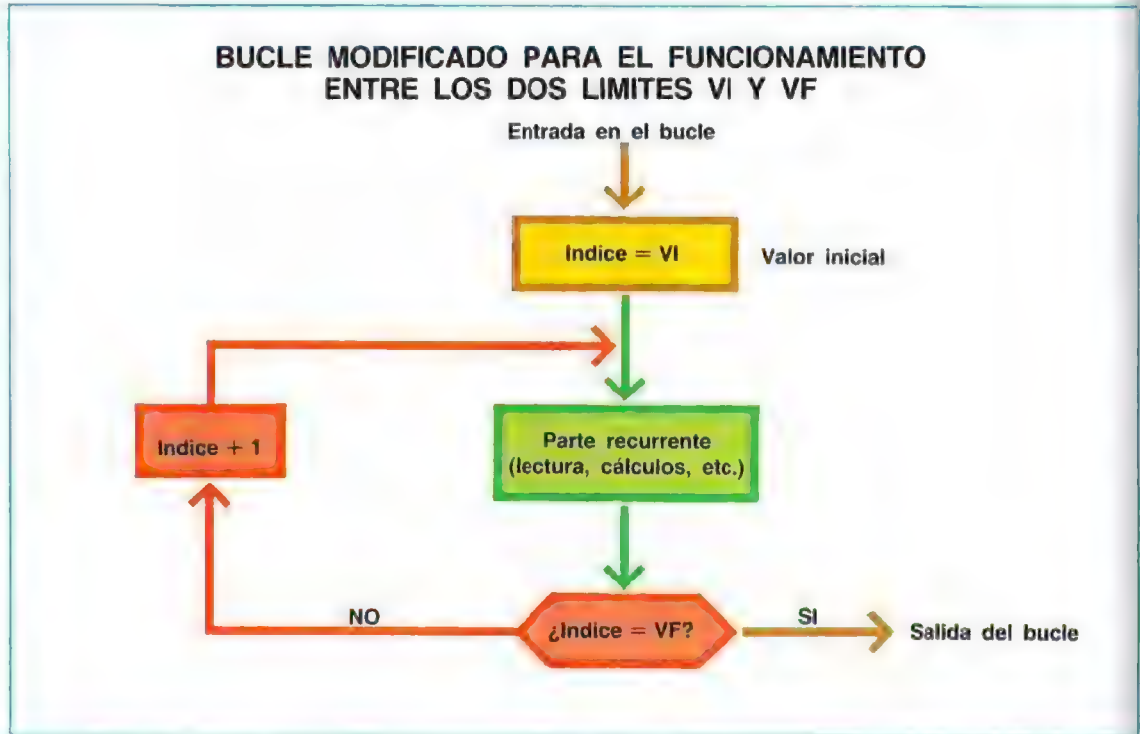 BUCLE MODIFICADO PARA EL FUNCIONAMIENTO
ENTRE LOS DOS LIMITES VI Y VF
Entrada en el bucle
Indice = VI
Valor inicial
Indice + 1
Parte recurrente
(lectura, cálculos, etc.)
NO
¿Indice = VF?
SI
Salida del bucle